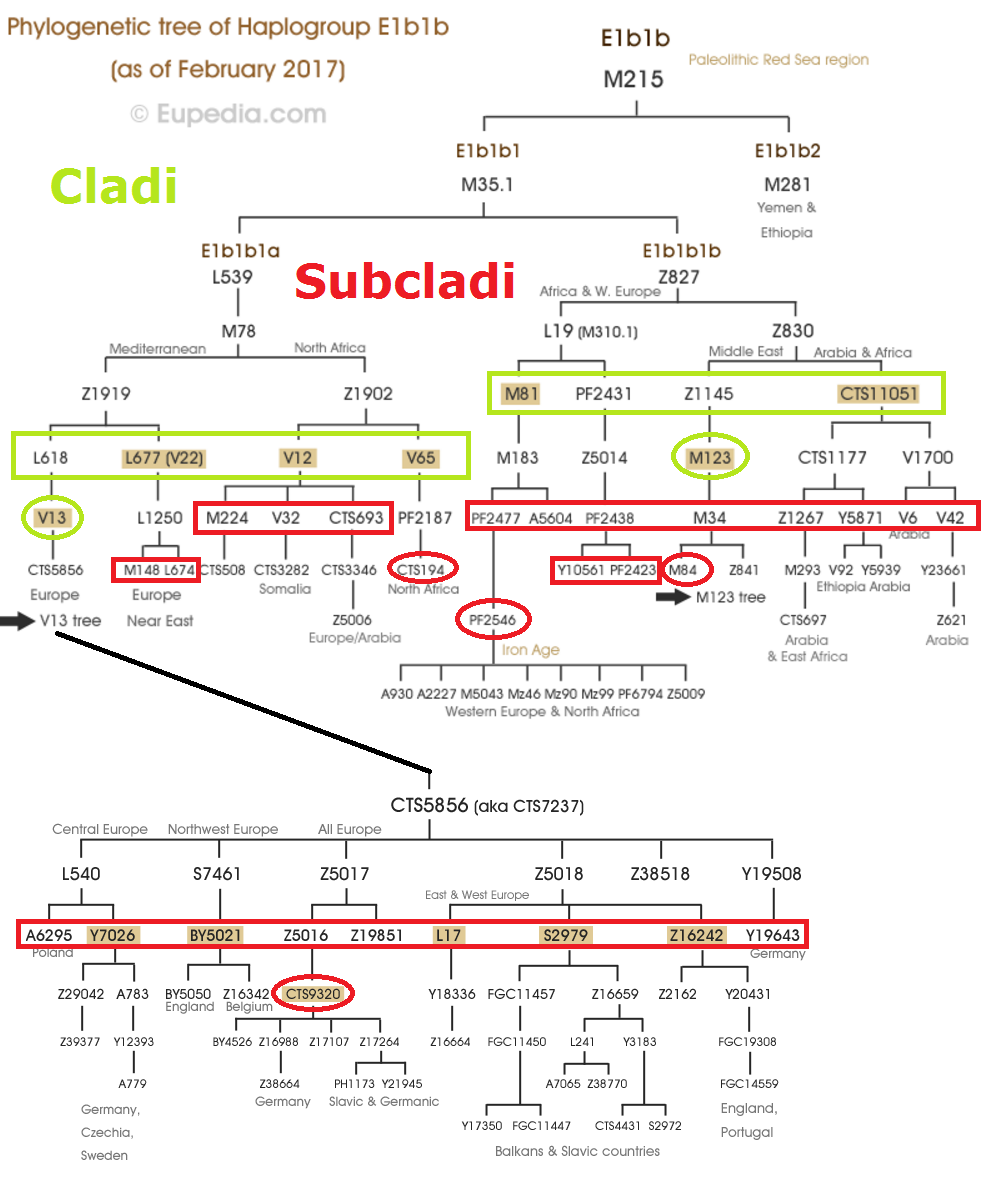 Phylogenetic tree of Haplogroup E1b1b
(as of February 2017)
© Eupedia.com
E1b1b
Paleolithic Red Sea region
M215
E1b1b1 E1b1b2
Cladi
M35.1 M281
Yemen &
Ethiopia
E1b1b1a E1b1b1b
L539 Subcladi Z827
Africa & W. Europe
M78 L19 (M310.1) Z830
Mediterranean North Africa Middle East Arabia & Africa
Z1919 Z1902 M81 PF2431 Z1145 CTS11051
L618 L677 (V22) V12 V65 M183 Z5014 M123 CTS1177 V1700
V13 L1250 M224 V32 CTS693 PF2187 PF2477 A5604 PF2438 M34 Z1267 Y5871 V6 V42
Arabia
CTS5856 M148 L674 CTS508 CTS3282 CTS3346 CTS194 Y10561 PF2423 M84 Z841 M293 V92 Y5939 Y23661
Europe Europe Somalia North Africa Ethiopia Arabia
M123 tree
V13 tree Near East Z5006 PF2546 CTS697 Z621
Europe/Arabia Arabia Arabia
& East Africa
Iron Age
A930 A2227 M5043 Mz46 Mz90 Mz99 PF6794 Z5009
Western Europe & North Africa
CTS5856 (aka CTS7237)
Central Europe Northwest Europe All Europe
L540 S7461 Z5017 Z5018 Z38518 Y19508
East & West Europe
A6295 Y7026 BY5021 Z5016 Z19851 L17 S2979 Z16242 Y19643
Poland Germany
Z29042 A783 BY5050 Z16342 CTS9320 Y18336 FGC11457 Z16659 Z2162 Y20431
England Belgium
Z39377 Y12393 BY4526 Z16988 Z17107 Z17264 Z16664 FGC11450 L241 Y3183 FGC19308
A779 Z38664 PH1173 Y21945 A7065 Z38770 FGC14559
Germany Slavic & Germanic
Germany,
Czechia,
Sweden
England,
Portugal
Y17350 FGC11447 CTS4431 S2972
Balkans & Slavic countries